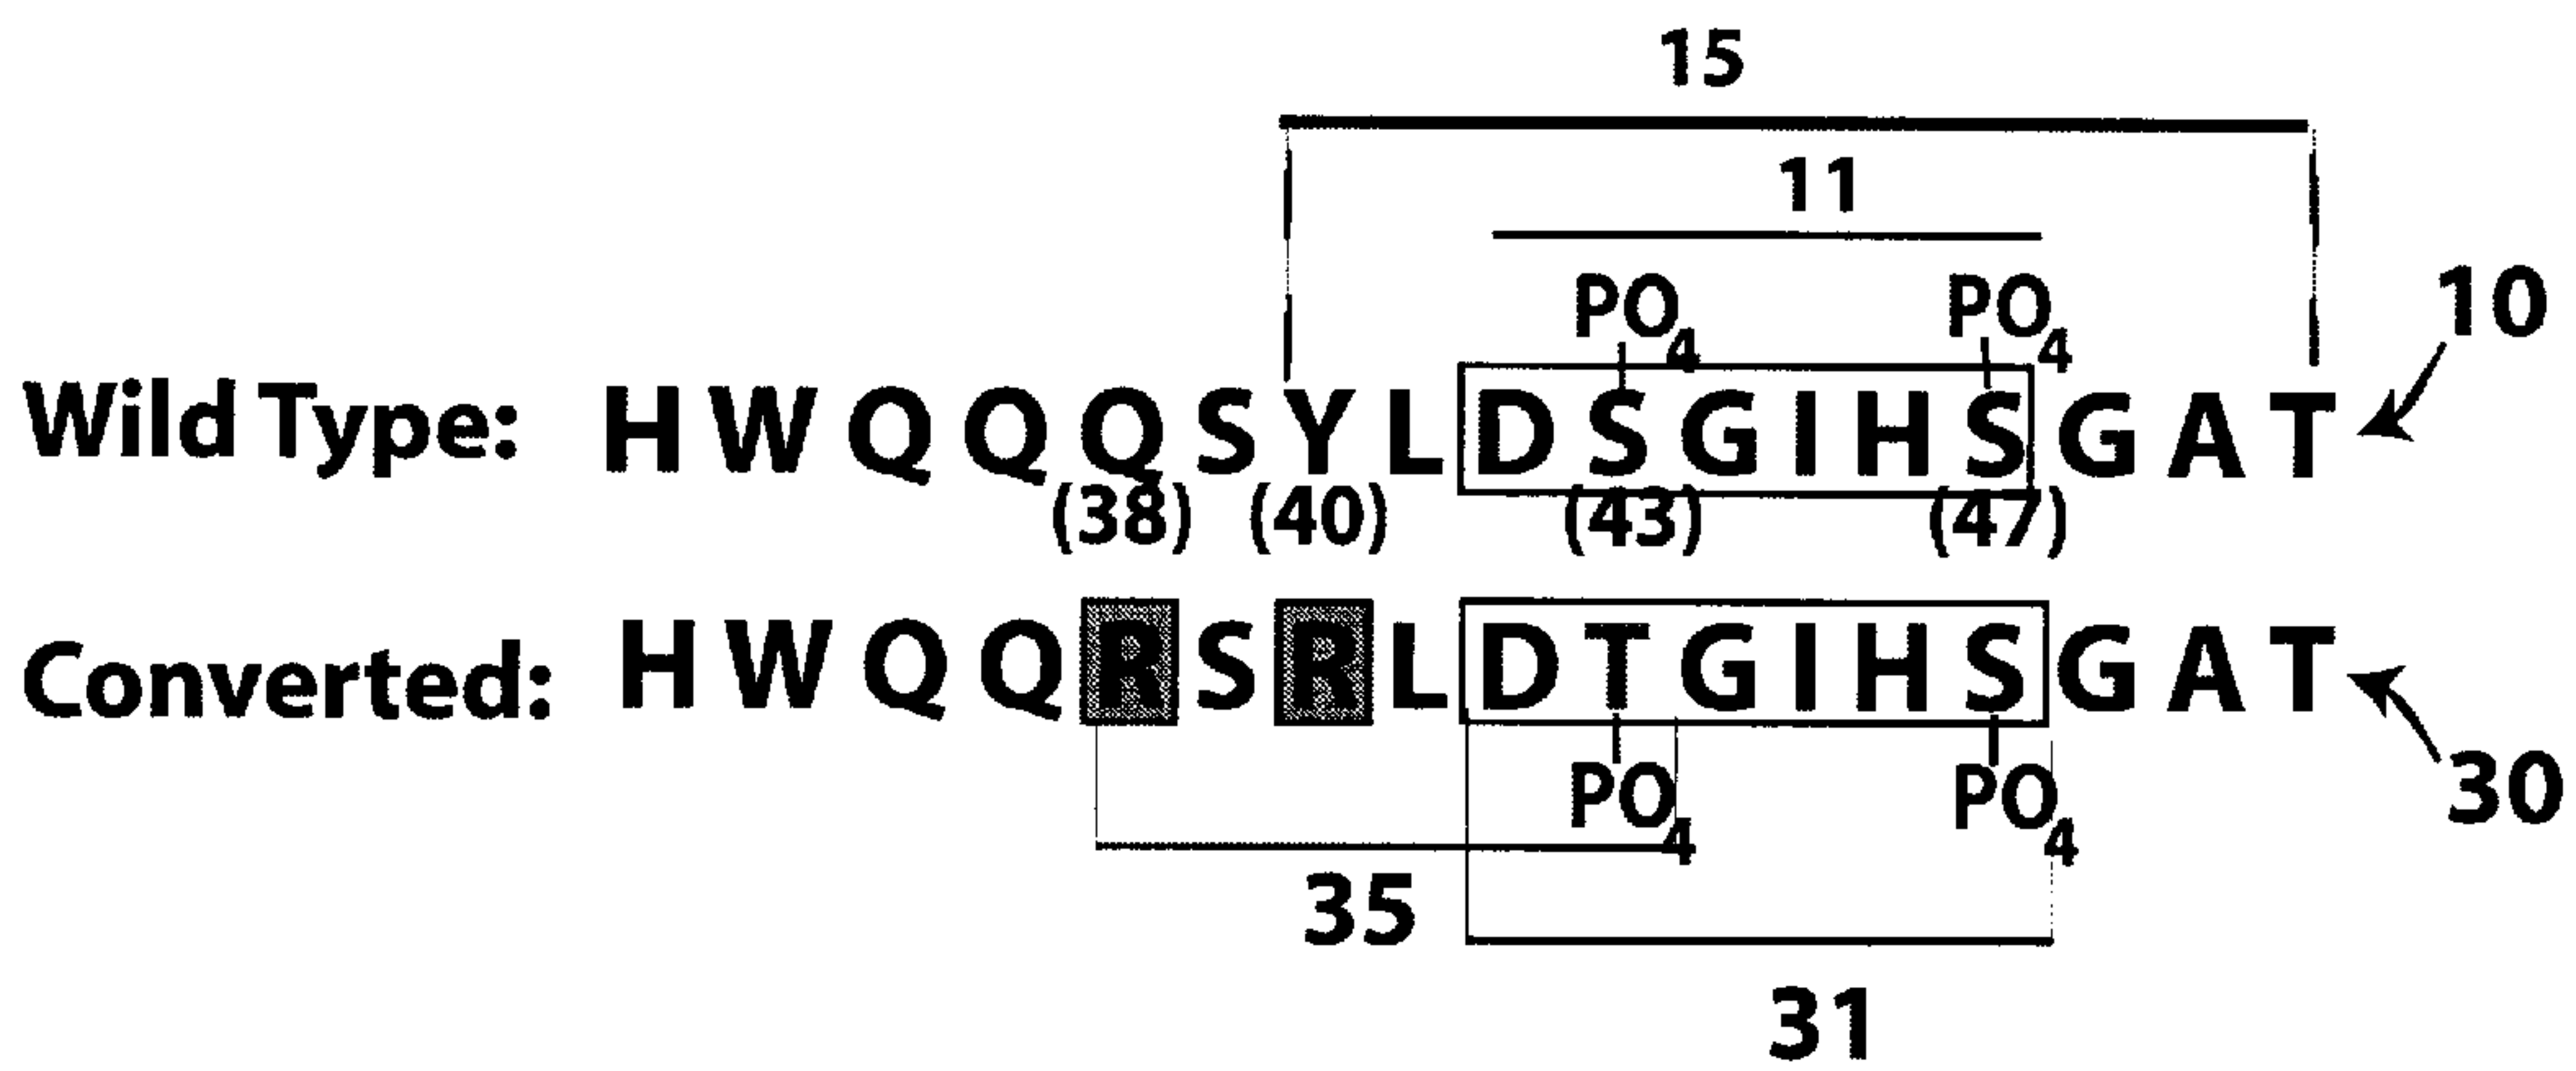 15
11
PO4 PO4
10
Wild Type: H W Q Q Q S Y L D S G I H S G A T
(38) (40) (43) (47)
Converted: H W Q Q R S R L D T G I H S G A T
PO4 PO4
30
35
31